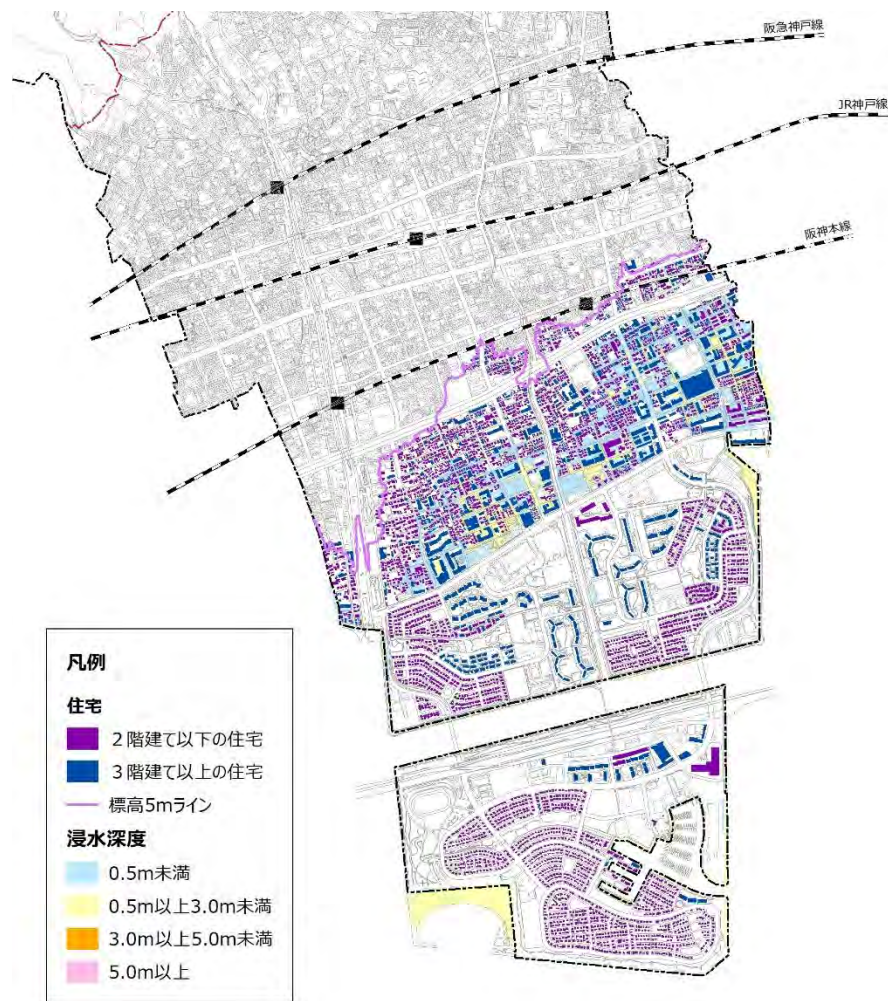 阪急神戸線
JR神戸線
阪神本線
凡例
住宅
２階建て以下の住宅
３階建て以上の住宅
標高5mライン
浸水深度
0.5m未満
0.5m以上3.0m未満
3.0m以上5.0m未満
5.0m以上